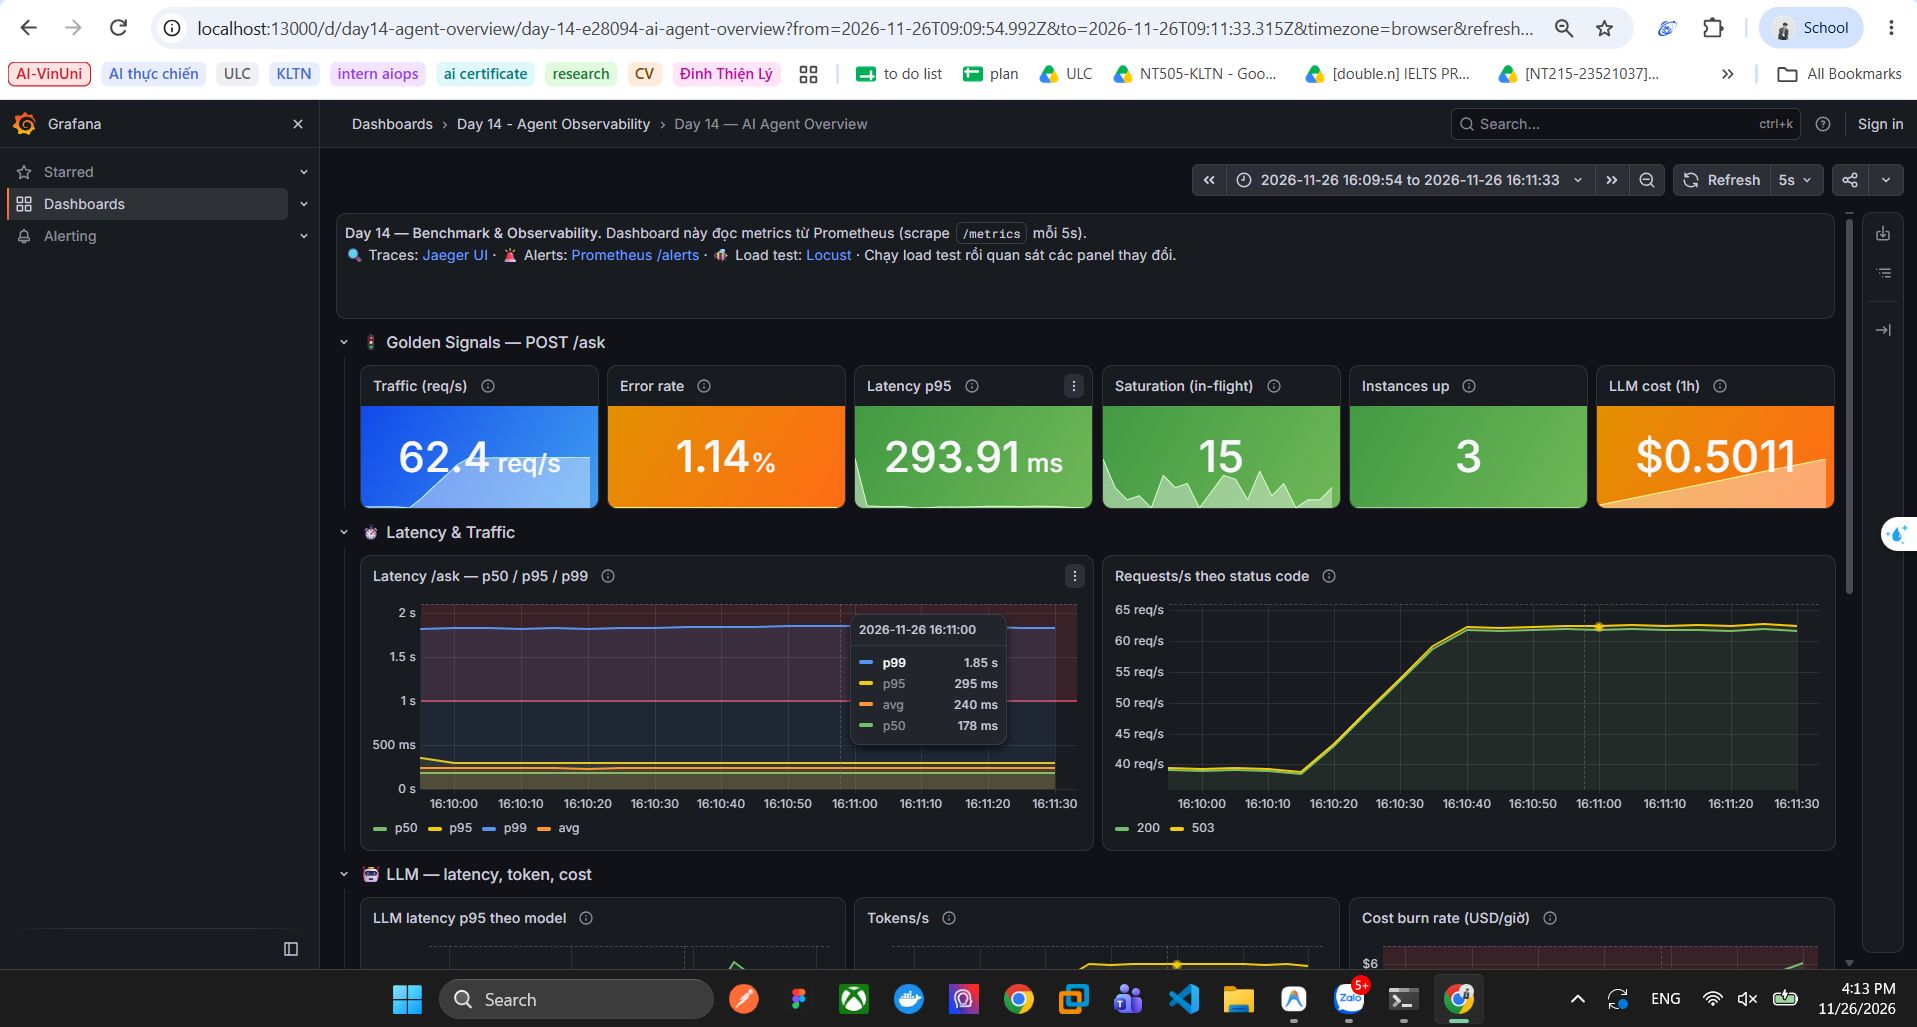 localhost:13000/d/day14-agent-overview/day-14-e28094-ai-agent-overview?from=2026-11-26T09:09:54.992Z&to=2026-11-26T09:11:33.315Z&timezone=browser&refresh...
School
AI-VinUni
AI thực chiến
ULC
KLTN
intern aiops
ai certificate
research
CV
Đinh Thiện Lý
to do list
plan
ULC
NT505-KLTN - Goo...
[double.n] IELTS PR...
[NT215-23521037]...
All Bookmarks
Grafana
Dashboards › Day 14 - Agent Observability › Day 14 — AI Agent Overview
Search...
ctrl+k
Sign in
Starred
Dashboards
Alerting
2026-11-26 16:09:54 to 2026-11-26 16:11:33
Refresh
5s
Day 14 — Benchmark & Observability. Dashboard này đọc metrics từ Prometheus (scrape /metrics mỗi 5s).
Traces: Jaeger UI · Alerts: Prometheus /alerts · Load test: Locust · Chạy load test rồi quan sát các panel thay đổi.
Golden Signals — POST /ask
Traffic (req/s)
62.4 req/s
Error rate
1.14%
Latency p95
293.91 ms
Saturation (in-flight)
15
Instances up
3
LLM cost (1h)
$0.5011
Latency & Traffic
Latency /ask — p50 / p95 / p99
2 s
1.5 s
1 s
500 ms
0 s
16:10:00
16:10:10
16:10:20
16:10:30
16:10:40
16:10:50
16:11:00
16:11:10
16:11:20
16:11:30
2026-11-26 16:11:00
p99 1.85 s
p95 295 ms
avg 240 ms
p50 178 ms
p50
p95
p99
avg
Requests/s theo status code
65 req/s
60 req/s
55 req/s
50 req/s
45 req/s
40 req/s
16:10:00
16:10:10
16:10:20
16:10:30
16:10:40
16:10:50
16:11:00
16:11:10
16:11:20
16:11:30
200
503
LLM — latency, token, cost
LLM latency p95 theo model
Tokens/s
Cost burn rate (USD/giờ)
$6
Search
Zalo
5+
ENG
4:13 PM
11/26/2026